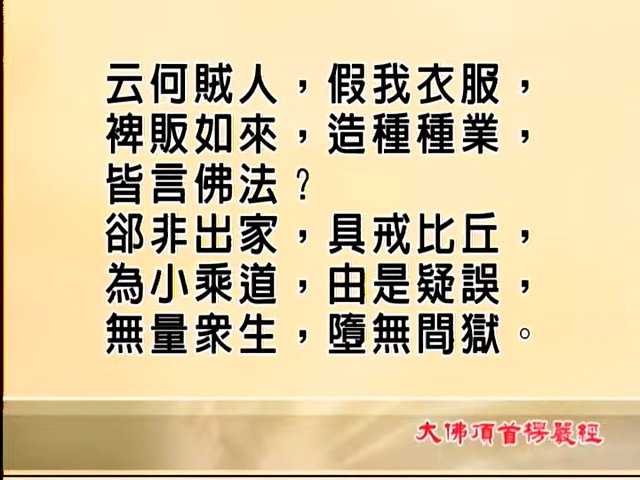 云何賊人，假我衣服，
裨販如來，造種種業，
皆言佛法？
卻非出家，具戒比丘，
為小乘道，由是疑誤，
無量眾生，墮無間獄。
大佛頂首楞嚴經